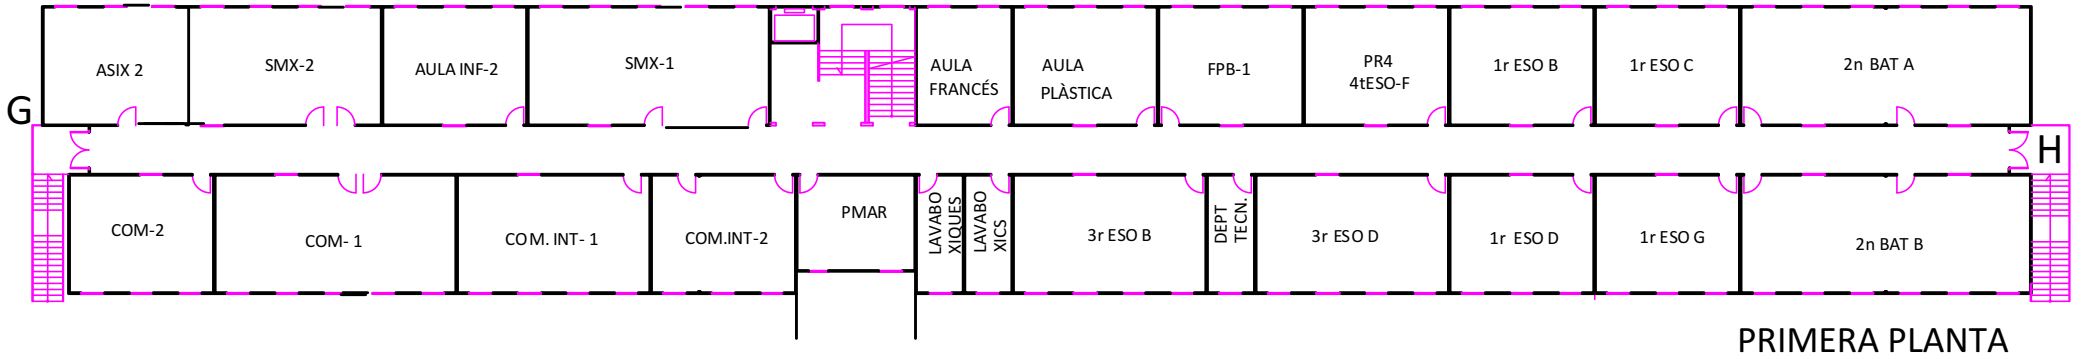 ASIX 2
SMX-2
AULA INF-2
SMX-1
AULA
FRANCÉS
AULA
PLÀSTICA
FPB-1
PR4
4tESO-F
1r ESO B
1r ESO C
2n BAT A
G
H
COM-2
COM- 1
COM. INT- 1
COM.INT-2
PMAR
LAVABO
XIQUES
LAVABO
XICS
3r ESO B
DEPT
TECN.
3r ESO D
1r ESO D
1r ESO G
2n BAT B
PRIMERA PLANTA